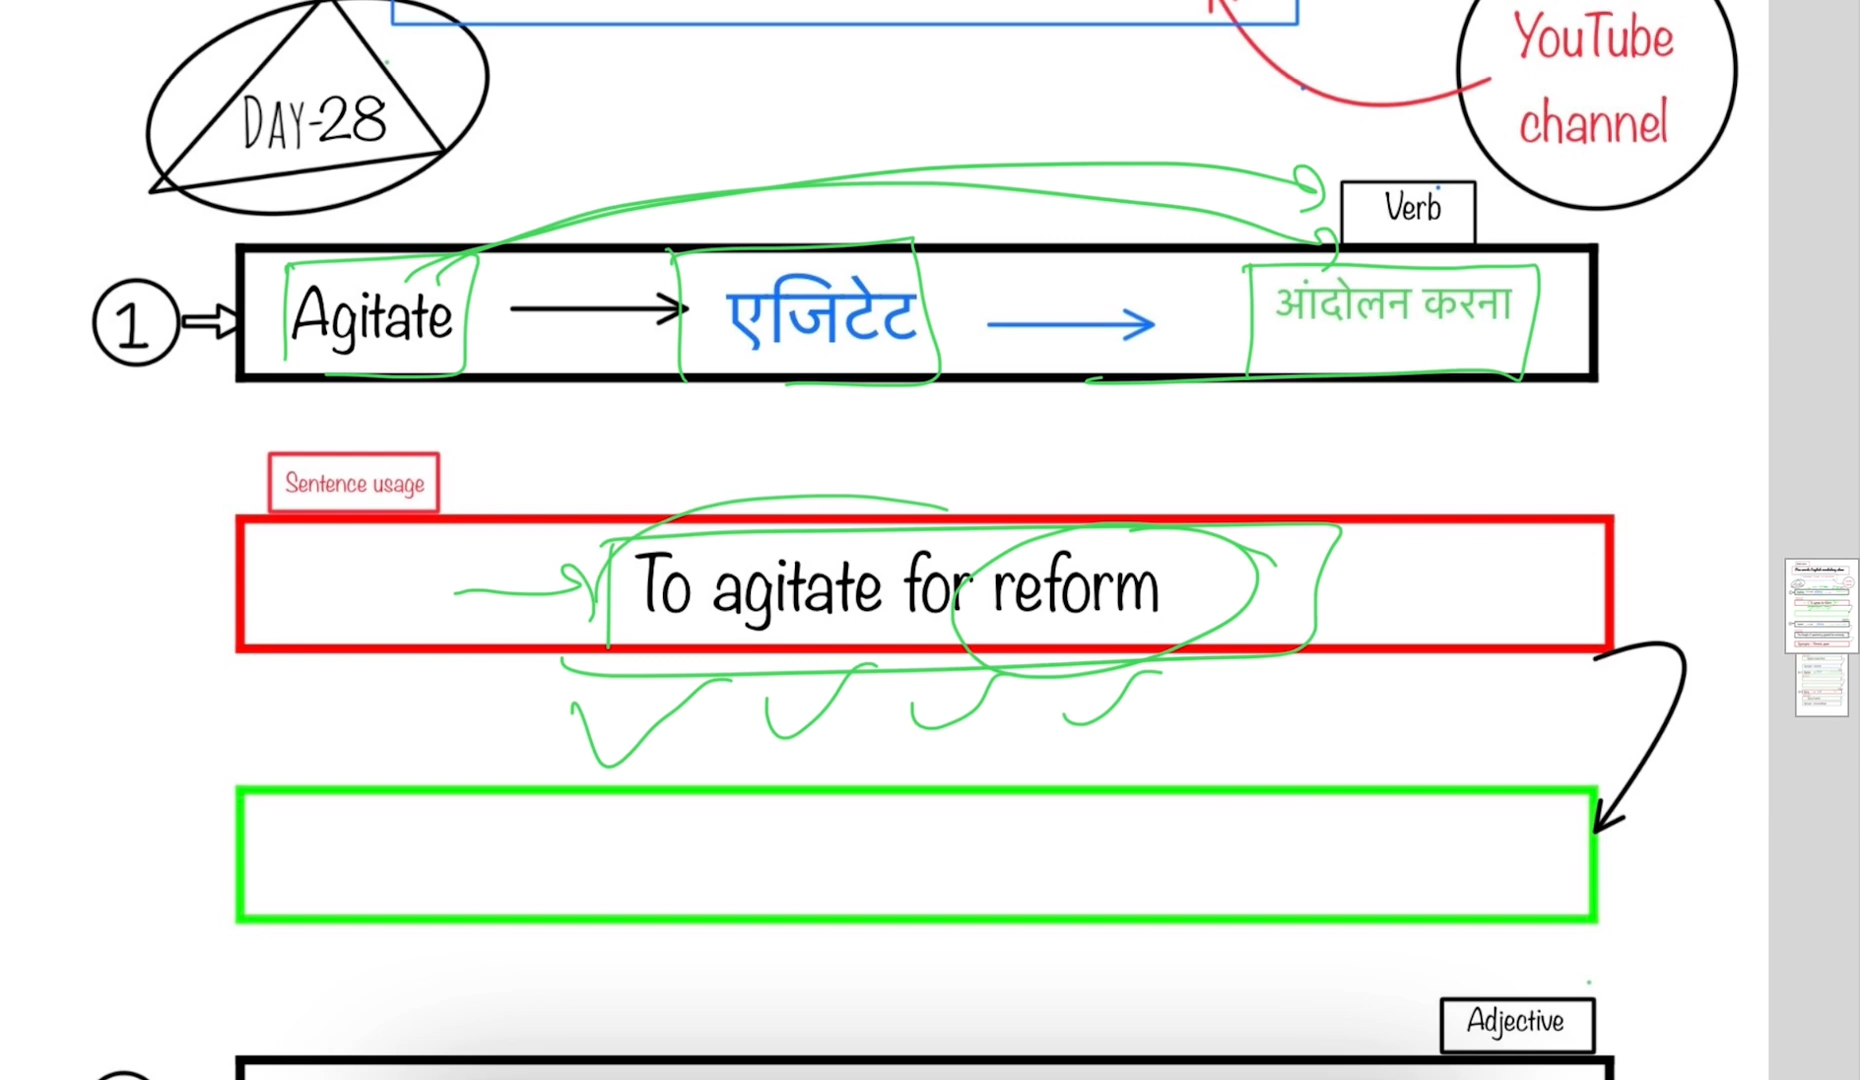 YouTube
channel
DAY-28
Verb
1
Agitate
एजिटेट
आंदोलन करना
Sentence usage
To agitate for reform
Adjective